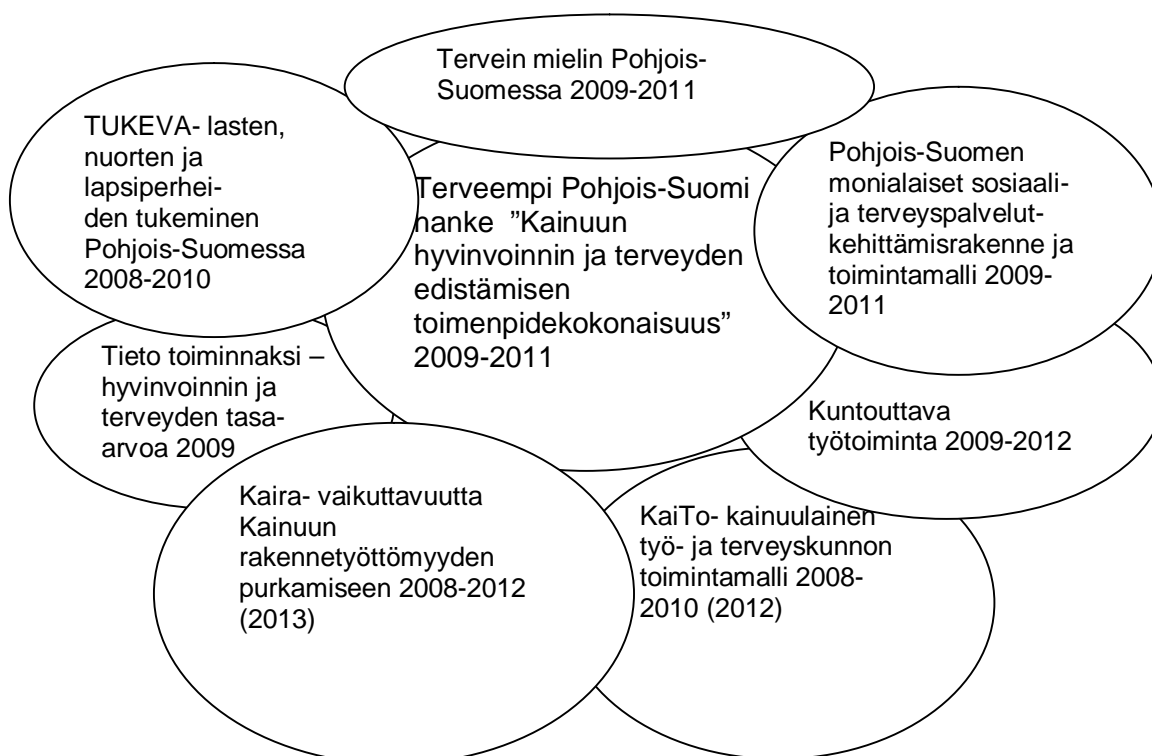 Tervein mielin Pohjois-
Suomessa 2009-2011
TUKEVA- lasten,
nuorten ja
lapsiperhei-
den tukeminen
Pohjois-Suomessa
2008-2010
Terveempi Pohjois-Suomi
hanke ”Kainuun
hyvinvoinnin ja terveyden
edistämisen
toimenpidekokonaisuus”
2009-2011
Pohjois-Suomen
monialaiset sosiaali-
ja terveyspalvelut-
kehittämisrakenne ja
toimintamalli 2009-
2011
Tieto toiminnaksi –
hyvinvoinnin ja
terveyden tasa-
arvoa 2009
Kuntouttava
työtoiminta 2009-2012
Kaira- vaikuttavuutta
Kainuun
rakennetyöttömyyden
purkamiseen 2008-2012
(2013)
KaiTo- kainuulainen
työ- ja terveyskunnon
toimintamalli 2008-
2010 (2012)